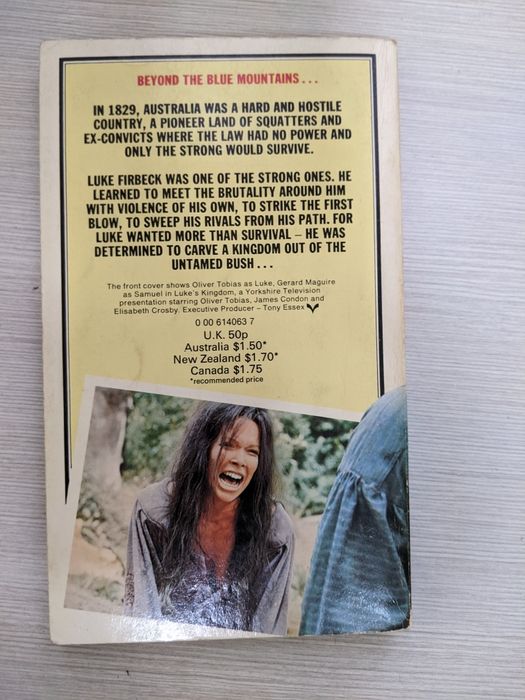 BEYOND THE BLUE MOUNTAINS...
IN 1829, AUSTRALIA WAS A HARD AND HOSTILE
COUNTRY, A PIONEER LAND OF SQUATTERS AND
EX-CONVICTS WHERE THE LAW HAD NO POWER AND
ONLY THE STRONG WOULD SURVIVE.
LUKE FIRBECK WAS ONE OF THE STRONG ONES. HE
LEARNED TO MEET THE BRUTALITY AROUND HIM
WITH VIOLENCE OF HIS OWN, TO STRIKE THE FIRST
BLOW, TO SWEEP HIS RIVALS FROM HIS PATH. FOR
LUKE WANTED MORE THAN SURVIVAL – HE WAS
DETERMINED TO CARVE A KINGDOM OUT OF THE
UNTAMED BUSH...
The front cover shows Oliver Tobias as Luke, Gerard Maguire
as Samuel in Luke's Kingdom, a Yorkshire Television
presentation starring Oliver Tobias, James Condon and
Elisabeth Crosby. Executive Producer – Tony Essex
0 00 614063 7
U.K. 50p
Australia $1.50*
New Zealand $1.70*
Canada $1.75
*recommended price